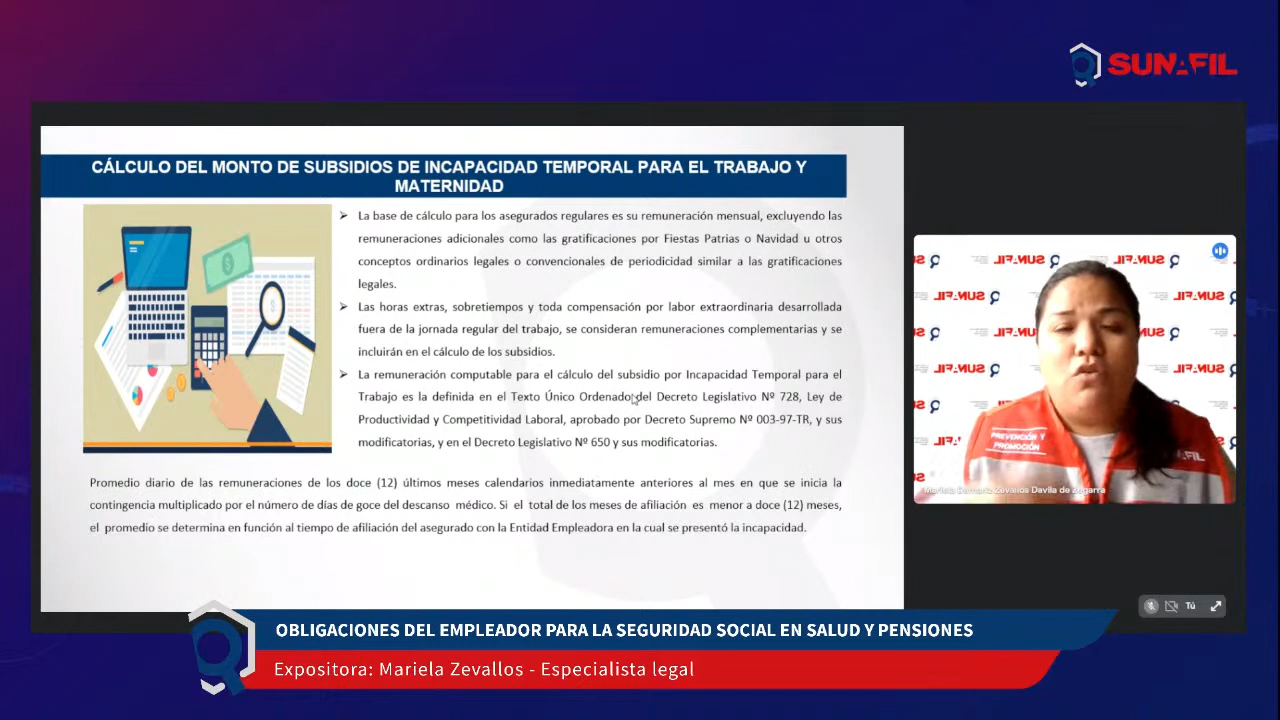 SUNAFIL
CÁLCULO DEL MONTO DE SUBSIDIOS DE INCAPACIDAD TEMPORAL PARA EL TRABAJO Y
MATERNIDAD
La base de cálculo para los asegurados regulares es su remuneración mensual, excluyendo las
remuneraciones adicionales como las gratificaciones por Fiestas Patrias o Navidad u otros
conceptos ordinarios legales o convencionales de periodicidad similar a las gratificaciones
legales.
Las horas extras, sobretiempos y toda compensación por labor extraordinaria desarrollada
fuera de la jornada regular del trabajo, se consideran remuneraciones complementarias y se
incluirán en el cálculo de los subsidios.
La remuneración computable para el cálculo del subsidio por Incapacidad Temporal para el
Trabajo es la definida en el Texto Único Ordenado del Decreto Legislativo Nº 728, Ley de
Productividad y Competitividad Laboral, aprobado por Decreto Supremo Nº 003-97-TR, y sus
modificatorias, y en el Decreto Legislativo Nº 650 y sus modificatorias.
Promedio diario de las remuneraciones de los doce (12) últimos meses calendarios inmediatamente anteriores al mes en que se inicia la
contingencia multiplicado por el número de días de goce del descanso médico. Si el total de los meses de afiliación es menor a doce (12) meses,
el promedio se determina en función al tiempo de afiliación del asegurado con la Entidad Empleadora en la cual se presentó la incapacidad.
PREVENCIÓN Y
PROMOCIÓN
Zevallos Davila de Zegarra
Tú
OBLIGACIONES DEL EMPLEADOR PARA LA SEGURIDAD SOCIAL EN SALUD Y PENSIONES
Expositora: Mariela Zevallos - Especialista legal